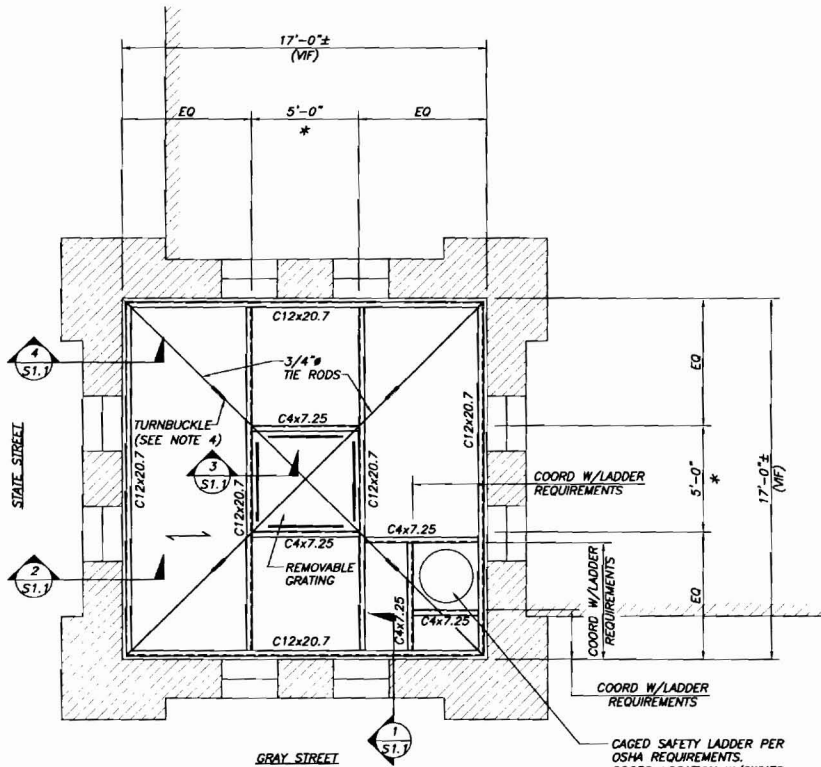 17'-0"±
(VIF)
EQ
5'-0"
*
EQ
C12x20.7
3/4"ø
TIE RODS
4
S1.1
TURNBUCKLE
(SEE NOTE 4)
C4x7.25
C12x20.7
EQ
STATE STREET
3
S1.1
C12x20.7
C12x20.7
C12x20.7
COORD W/LADDER
REQUIREMENTS
5'-0"
*
17'-0"±
(VIF)
C4x7.25
C4x7.25
REMOVABLE
GRATING
2
S1.1
C4x7.25
C4x7.25
COORD W/LADDER
REQUIREMENTS
EQ
C12x20.7
COORD W/LADDER
REQUIREMENTS
1
S1.1
GRAY STREET
CAGED SAFETY LADDER PER
OSHA REQUIREMENTS.